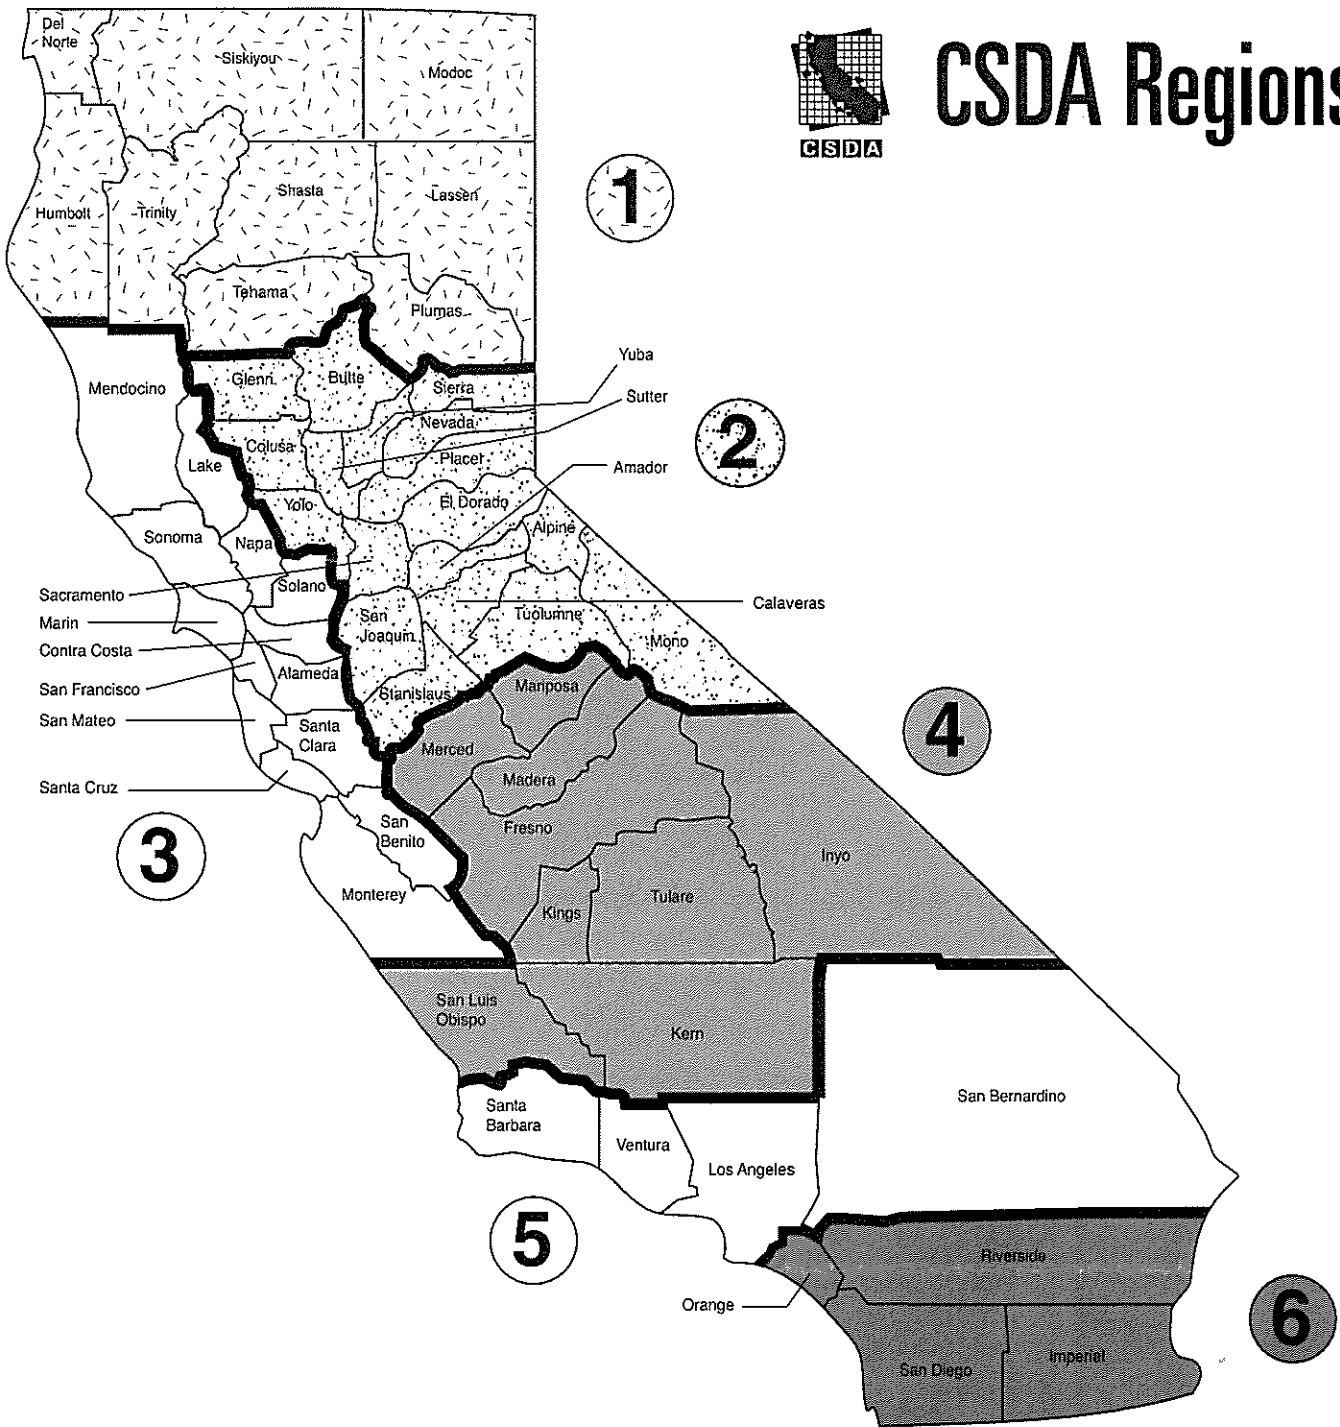 CSDA Regions
CSDA
Del
Norte
Siskiyou
Modoc
Humbolt
Trinity
Shasta
Lassen
1
Tehama
Plumas
Mendocino
Glenn
Butte
Sierra
Yuba
Sutter
Nevada
2
Colusa
Placer
Lake
Amador
Yolo
El Dorado
Sonoma
Napa
Alpine
Solano
Sacramento
Calaveras
Marin
San
Joaquin
Tuolumne
Mono
Contra Costa
Alameda
San Francisco
Stanislaus
Mariposa
San Mateo
Santa
Clara
Merced
4
Madera
Santa Cruz
San
Benito
Fresno
3
Inyo
Monterey
Kings
Tulare
San Luis
Obispo
Kern
Santa
Barbara
San Bernardino
Ventura
Los Angeles
5
Riverside
Orange
6
San Diego
Imperial